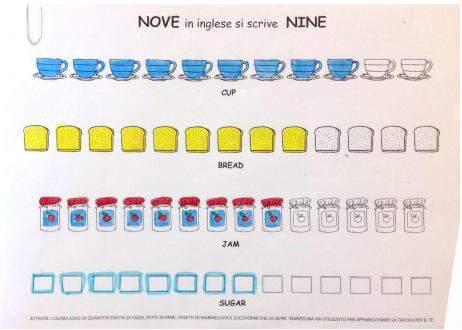 NOVE in inglese si scrive NINE
CUP
BREAD
JAM
SUGAR
ATTIVITÀ: COLORA SOLO LA QUANTITÀ ESATTA DI TAZZE, FETTE DI PANE, VASETTI DI MARMELLATA E ZUCCHERINI CHE LA LEPRE MARZOLINA HA UTILIZZATO PER APPARECCHIARE LA TAVOLA PER IL TÈ.